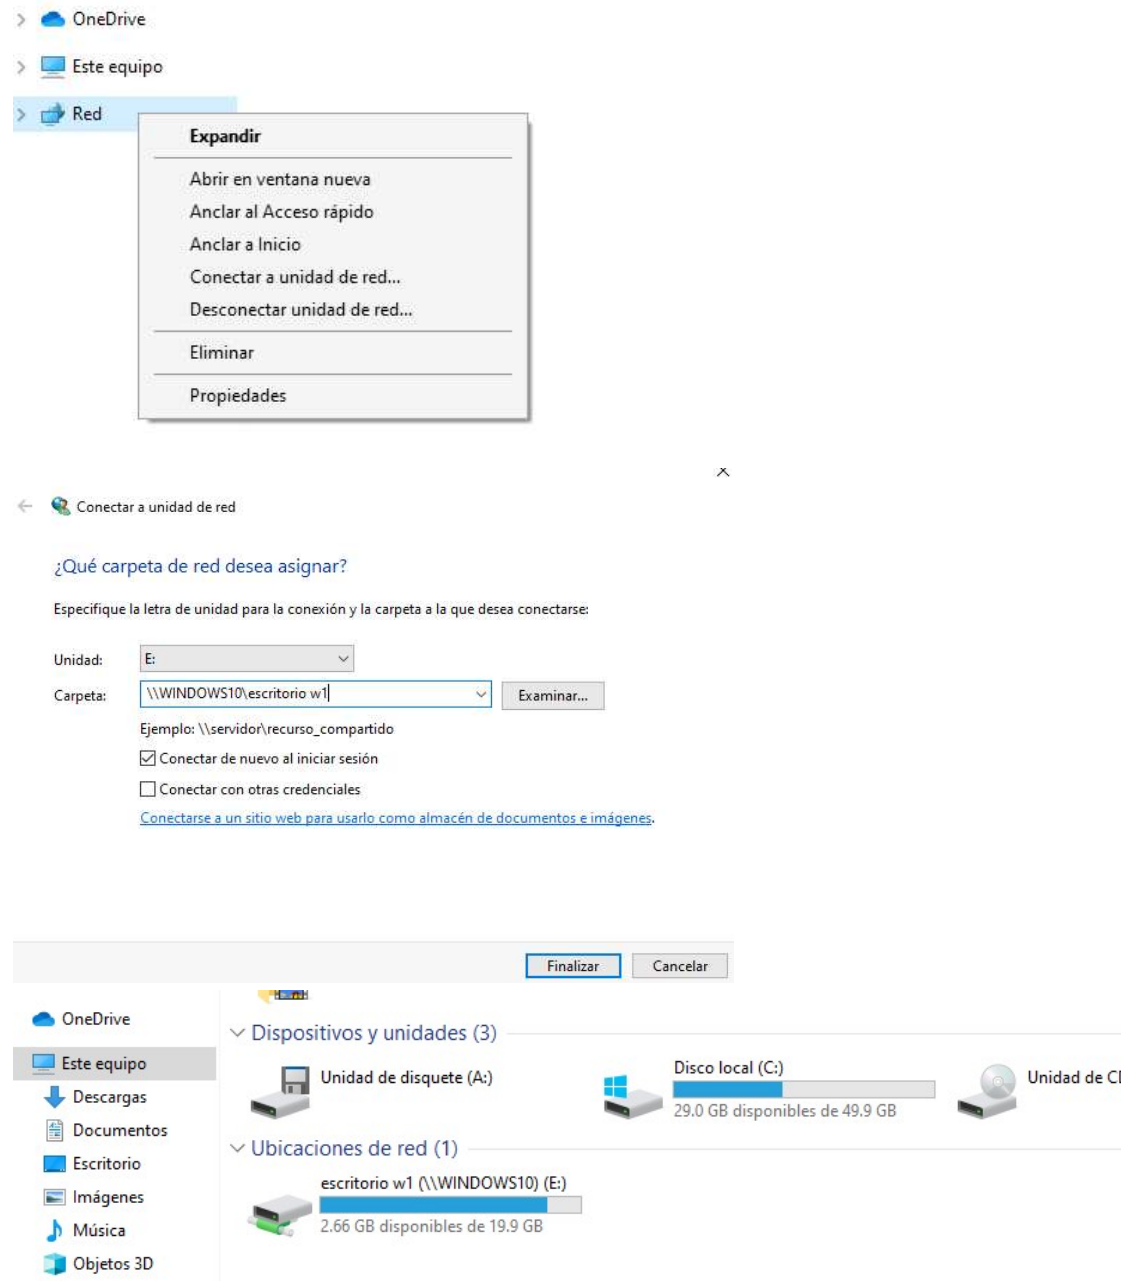 OneDrive
Este equipo
Red
Expandir
Abrir en ventana nueva
Anclar al Acceso rápido
Anclar a Inicio
Conectar a unidad de red...
Desconectar unidad de red...
Eliminar
Propiedades
Conectar a unidad de red
¿Qué carpeta de red desea asignar?
Especifique la letra de unidad para la conexión y la carpeta a la que desea conectarse:
Unidad: E:
Carpeta: \\WINDOWS10\escritorio w1 Examinar...
Ejemplo: \\servidor\recurso_compartido
Conectar de nuevo al iniciar sesión
Conectar con otras credenciales
Conectarse a un sitio web para usarlo como almacén de documentos e imágenes.
Finalizar Cancelar
OneDrive
Este equipo
Descargas
Documentos
Escritorio
Imágenes
Música
Objetos 3D
Dispositivos y unidades (3)
Unidad de disquete (A:)
Disco local (C:)
29.0 GB disponibles de 49.9 GB
Unidad de CD
Ubicaciones de red (1)
escritorio w1 (\\WINDOWS10) (E:)
2.66 GB disponibles de 19.9 GB